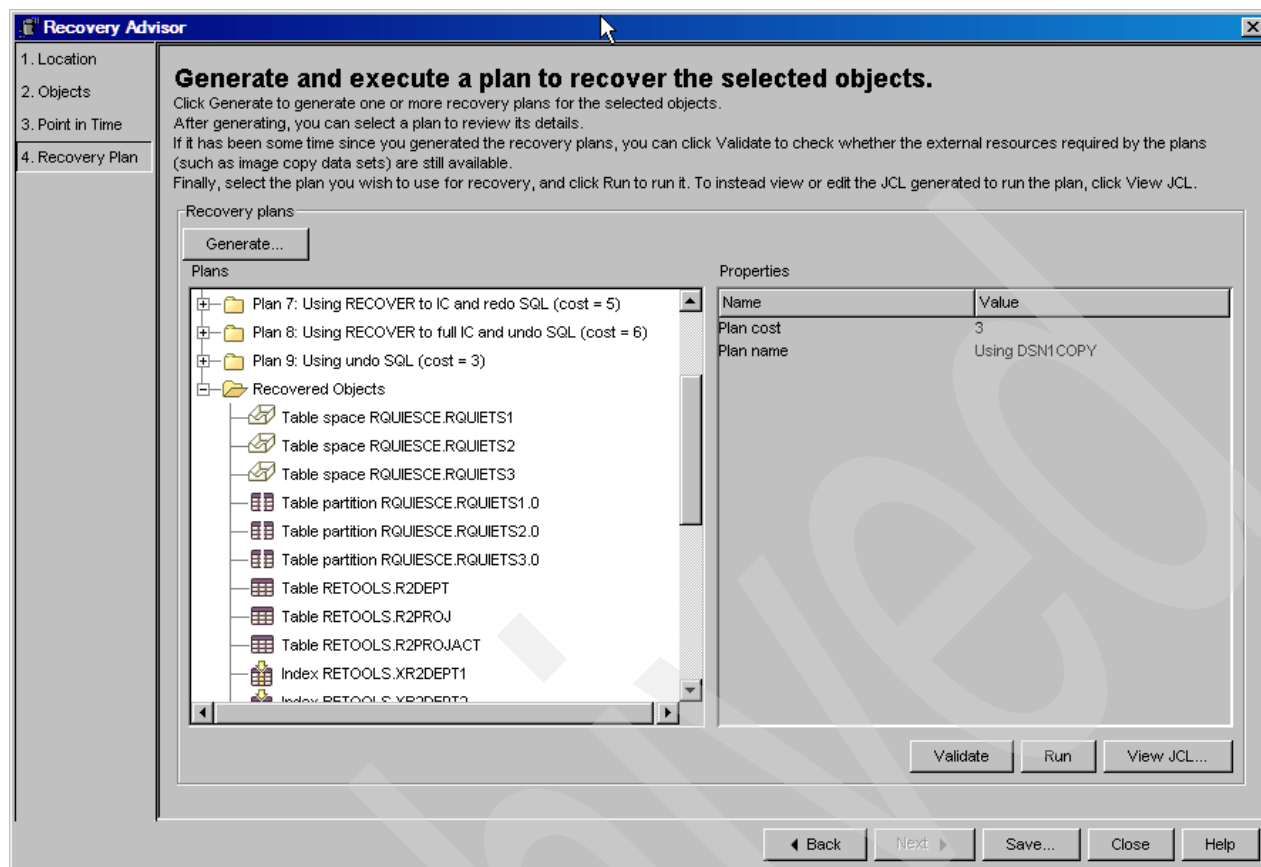 Recovery Advisor
1. Location
2. Objects
3. Point in Time
4. Recovery Plan
Generate and execute a plan to recover the selected objects.
Click Generate to generate one or more recovery plans for the selected objects.
After generating, you can select a plan to review its details.
If it has been some time since you generated the recovery plans, you can click Validate to check whether the external resources required by the plans
(such as image copy data sets) are still available.
Finally, select the plan you wish to use for recovery, and click Run to run it. To instead view or edit the JCL generated to run the plan, click View JCL.
Recovery plans
Generate...
Plans
Plan 7: Using RECOVER to IC and redo SQL (cost = 5)
Plan 8: Using RECOVER to full IC and undo SQL (cost = 6)
Plan 9: Using undo SQL (cost = 3)
Recovered Objects
Table space RQUIESCE.RQUIETS1
Table space RQUIESCE.RQUIETS2
Table space RQUIESCE.RQUIETS3
Table partition RQUIESCE.RQUIETS1.0
Table partition RQUIESCE.RQUIETS2.0
Table partition RQUIESCE.RQUIETS3.0
Table RETOOLS.R2DEPT
Table RETOOLS.R2PROJ
Table RETOOLS.R2PROJACT
Index RETOOLS.XR2DEPT1
Index RETOOLS.XR2DEPT2
Properties
Name Value
Plan cost 3
Plan name Using DSN1COPY
Validate Run View JCL...
Back Next Save... Close Help